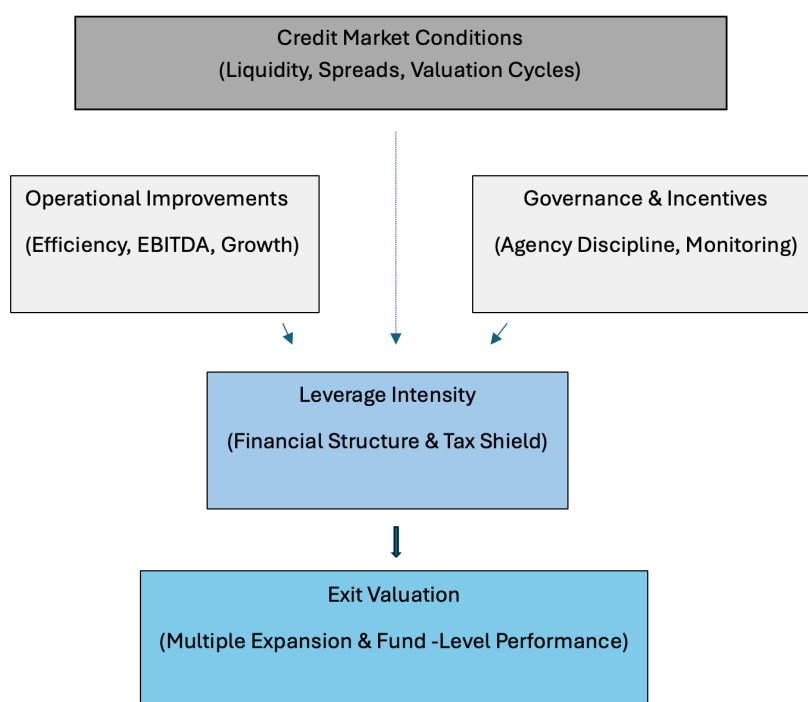 Credit Market Conditions
(Liquidity, Spreads, Valuation Cycles)
Operational Improvements
(Efficiency, EBITDA, Growth)
Governance & Incentives
(Agency Discipline, Monitoring)
Leverage Intensity
(Financial Structure & Tax Shield)
Exit Valuation
(Multiple Expansion & Fund -Level Performance)